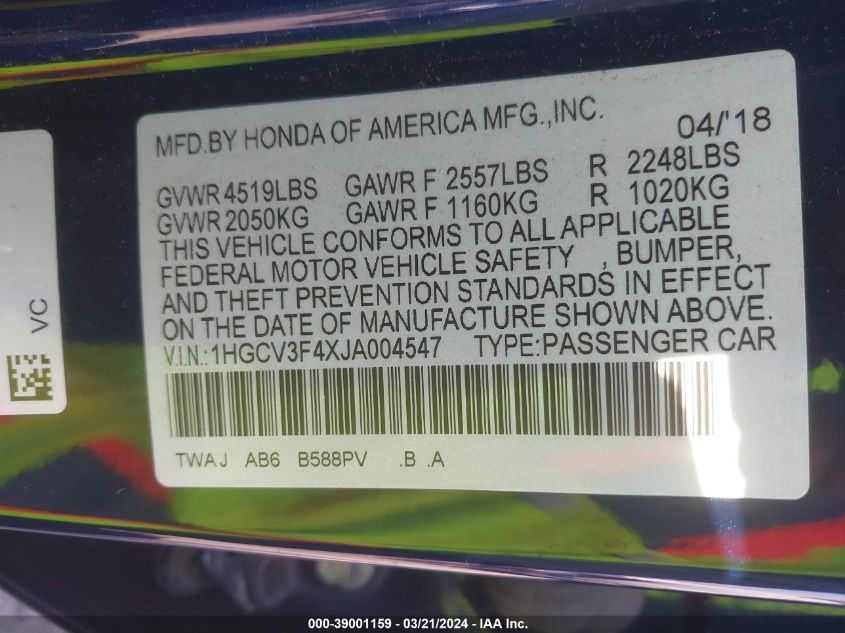 MFD.BY HONDA OF AMERICA MFG.,INC. 04/'18
GVWR 4519LBS GAWR F 2557LBS R 2248LBS
GVWR 2050KG GAWR F 1160KG R 1020KG
THIS VEHICLE CONFORMS TO ALL APPLICABLE
FEDERAL MOTOR VEHICLE SAFETY , BUMPER,
AND THEFT PREVENTION STANDARDS IN EFFECT
ON THE DATE OF MANUFACTURE SHOWN ABOVE.
V.I.N.:1HGCV3F4XJA004547 TYPE:PASSENGER CAR
TWAJ AB6 B588PV .B .A
VC
000-39001159 / 03/21/2024 / IAA Inc.